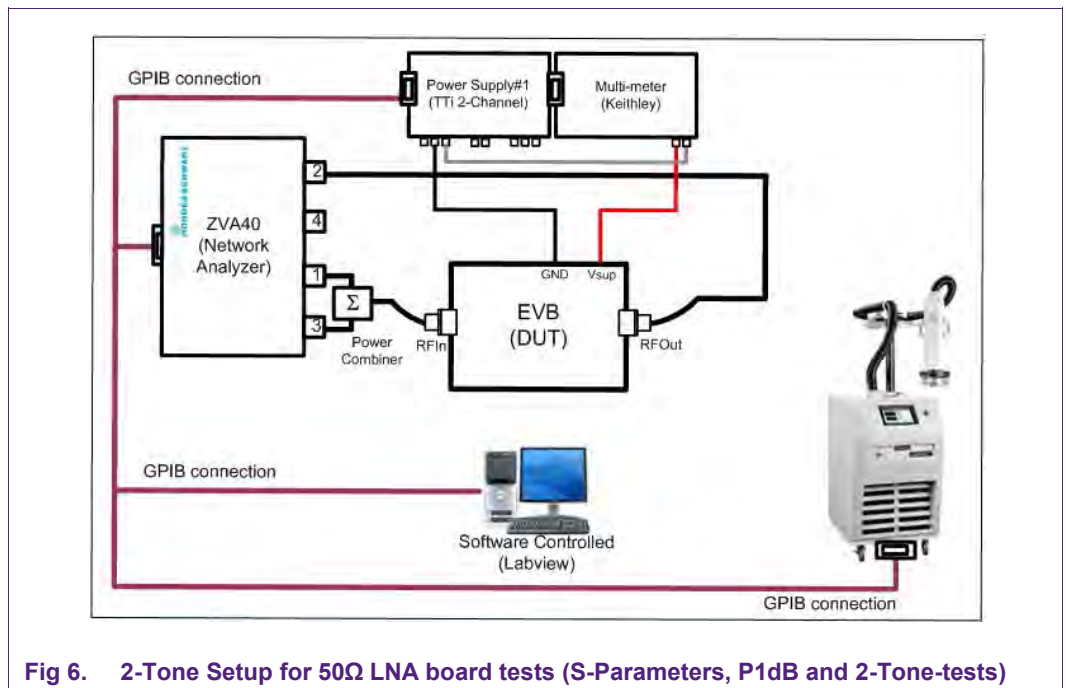 GPIB connection
Power Supply#1
(TTi 2-Channel)
Multi-meter
(Keithley)
ROHDE&SCHWARZ
2
4
1
3
ZVA40
(Network
Analyzer)
Σ
Power
Combiner
RFIn
GND
Vsup
EVB
(DUT)
RFOut
GPIB connection
Software Controlled
(Labview)
GPIB connection
Fig 6. 2-Tone Setup for 50Ω LNA board tests (S-Parameters, P1dB and 2-Tone-tests)